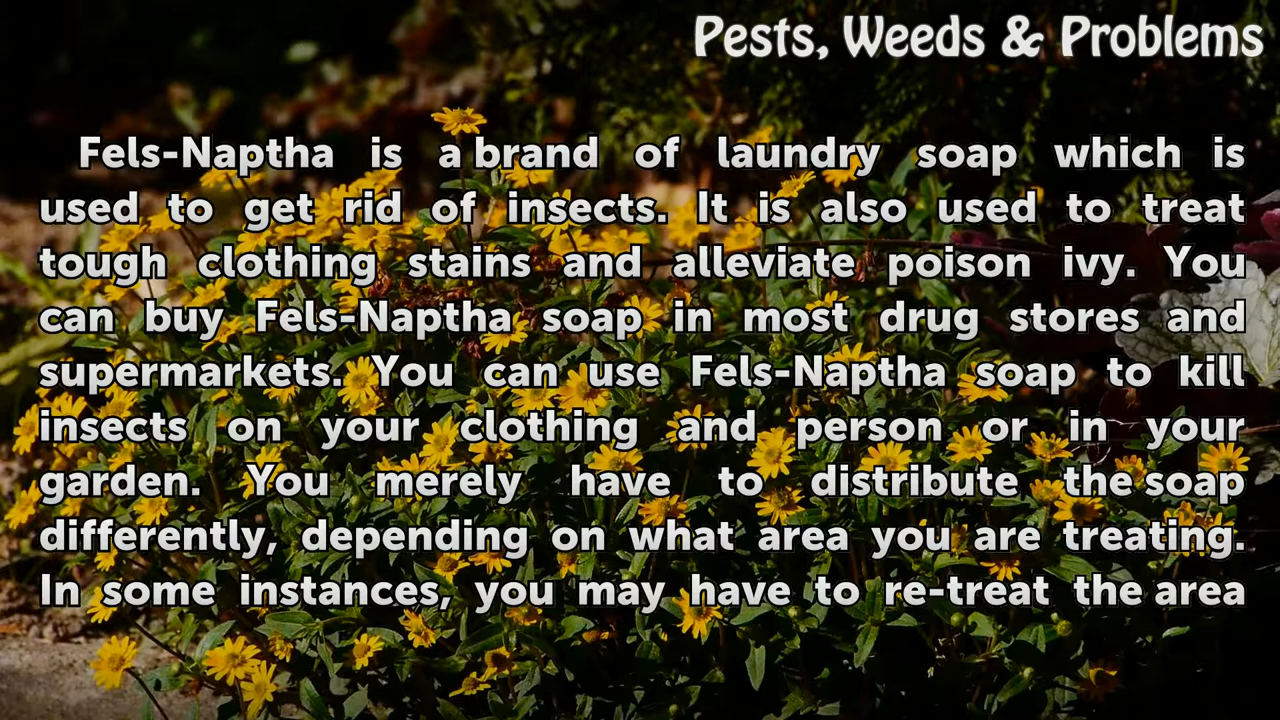 Pests, Weeds & Problems
Fels-Naptha is a brand of laundry soap which is
used to get rid of insects. It is also used to treat
tough clothing stains and alleviate poison ivy. You
can buy Fels-Naptha soap in most drug stores and
supermarkets. You can use Fels-Naptha soap to kill
insects on your clothing and person or in your
garden. You merely have to distribute the soap
differently, depending on what area you are treating.
In some instances, you may have to re-treat the area